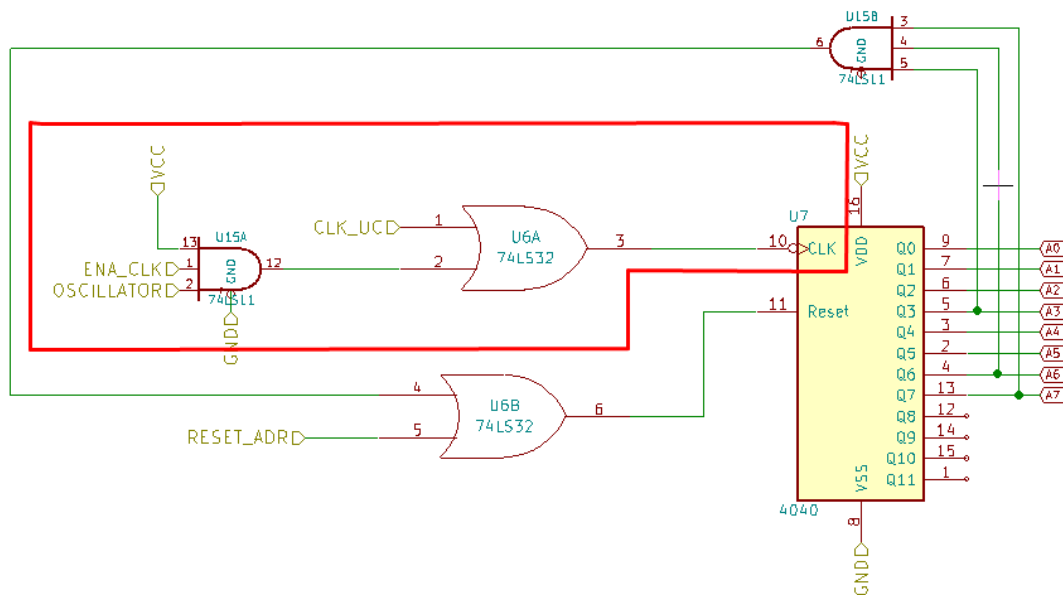 U15B
3
6
4
GND
5
74LS11
VCC
VCC
16
U7
13
U15A
CLK_UC
1
U6A
3
10
CLK
VDD
Q0
9
A0
ENA_CLK
1
GND
12
2
74LS32
Q1
7
A1
OSCILLATOR
2
74LS11
Q2
6
A2
11
Reset
Q3
5
A3
GND
Q4
3
A4
Q5
2
A5
4
Q6
4
A6
U6B
6
Q7
13
A7
RESET_ADR
5
74LS32
Q8
12
Q9
14
Q10
15
VSS
Q11
1
4040
8
GND